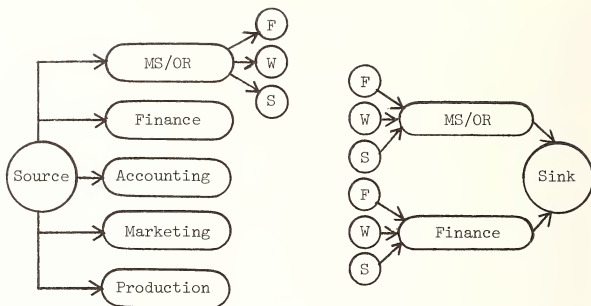 F
MS/OR
W
S
Finance
Source
Accounting
Marketing
Production
F
W
MS/OR
S
Sink
F
W
Finance
S